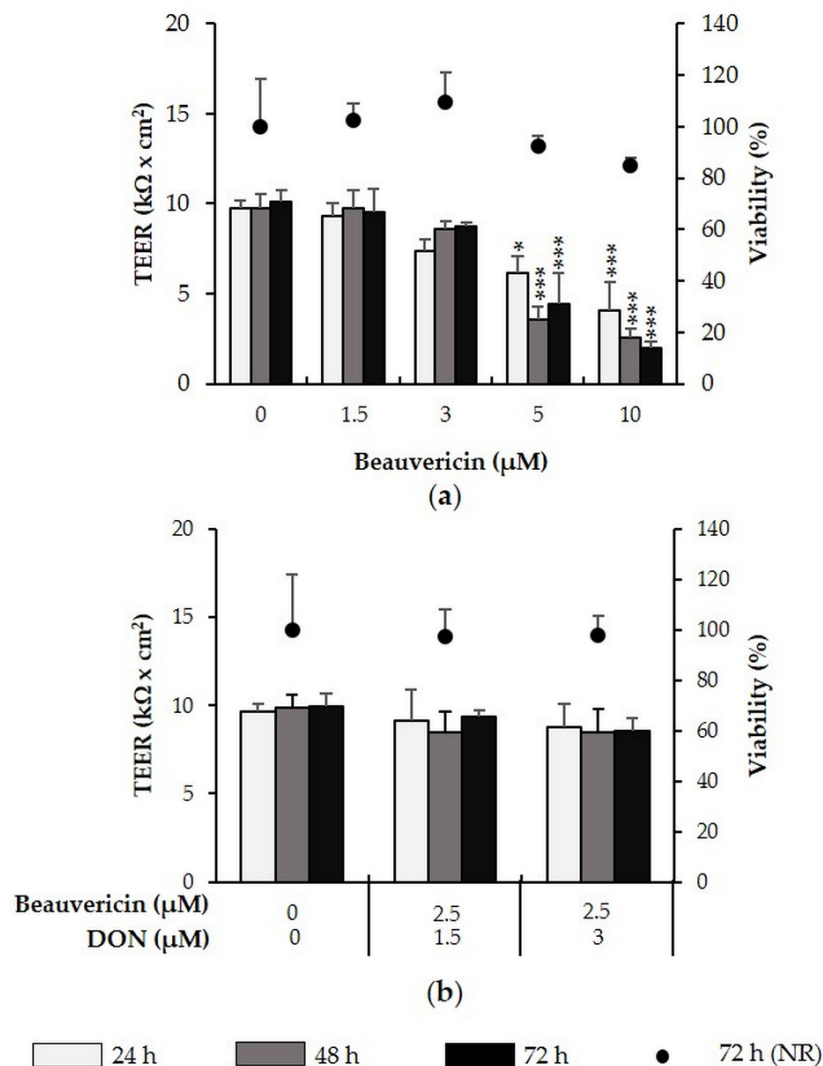 20
15
10
5
0
TEER (kΩ x cm²)
140
120
100
80
60
40
20
0
Viability (%)
* *** *** *** *** ***
0 1.5 3 5 10
Beauvericin (μM)
(a)
20
15
10
5
0
TEER (kΩ x cm²)
140
120
100
80
60
40
20
0
Viability (%)
Beauvericin (μM) 0 2.5 2.5
DON (μM) 0 1.5 3
(b)
24 h 48 h 72 h 72 h (NR)